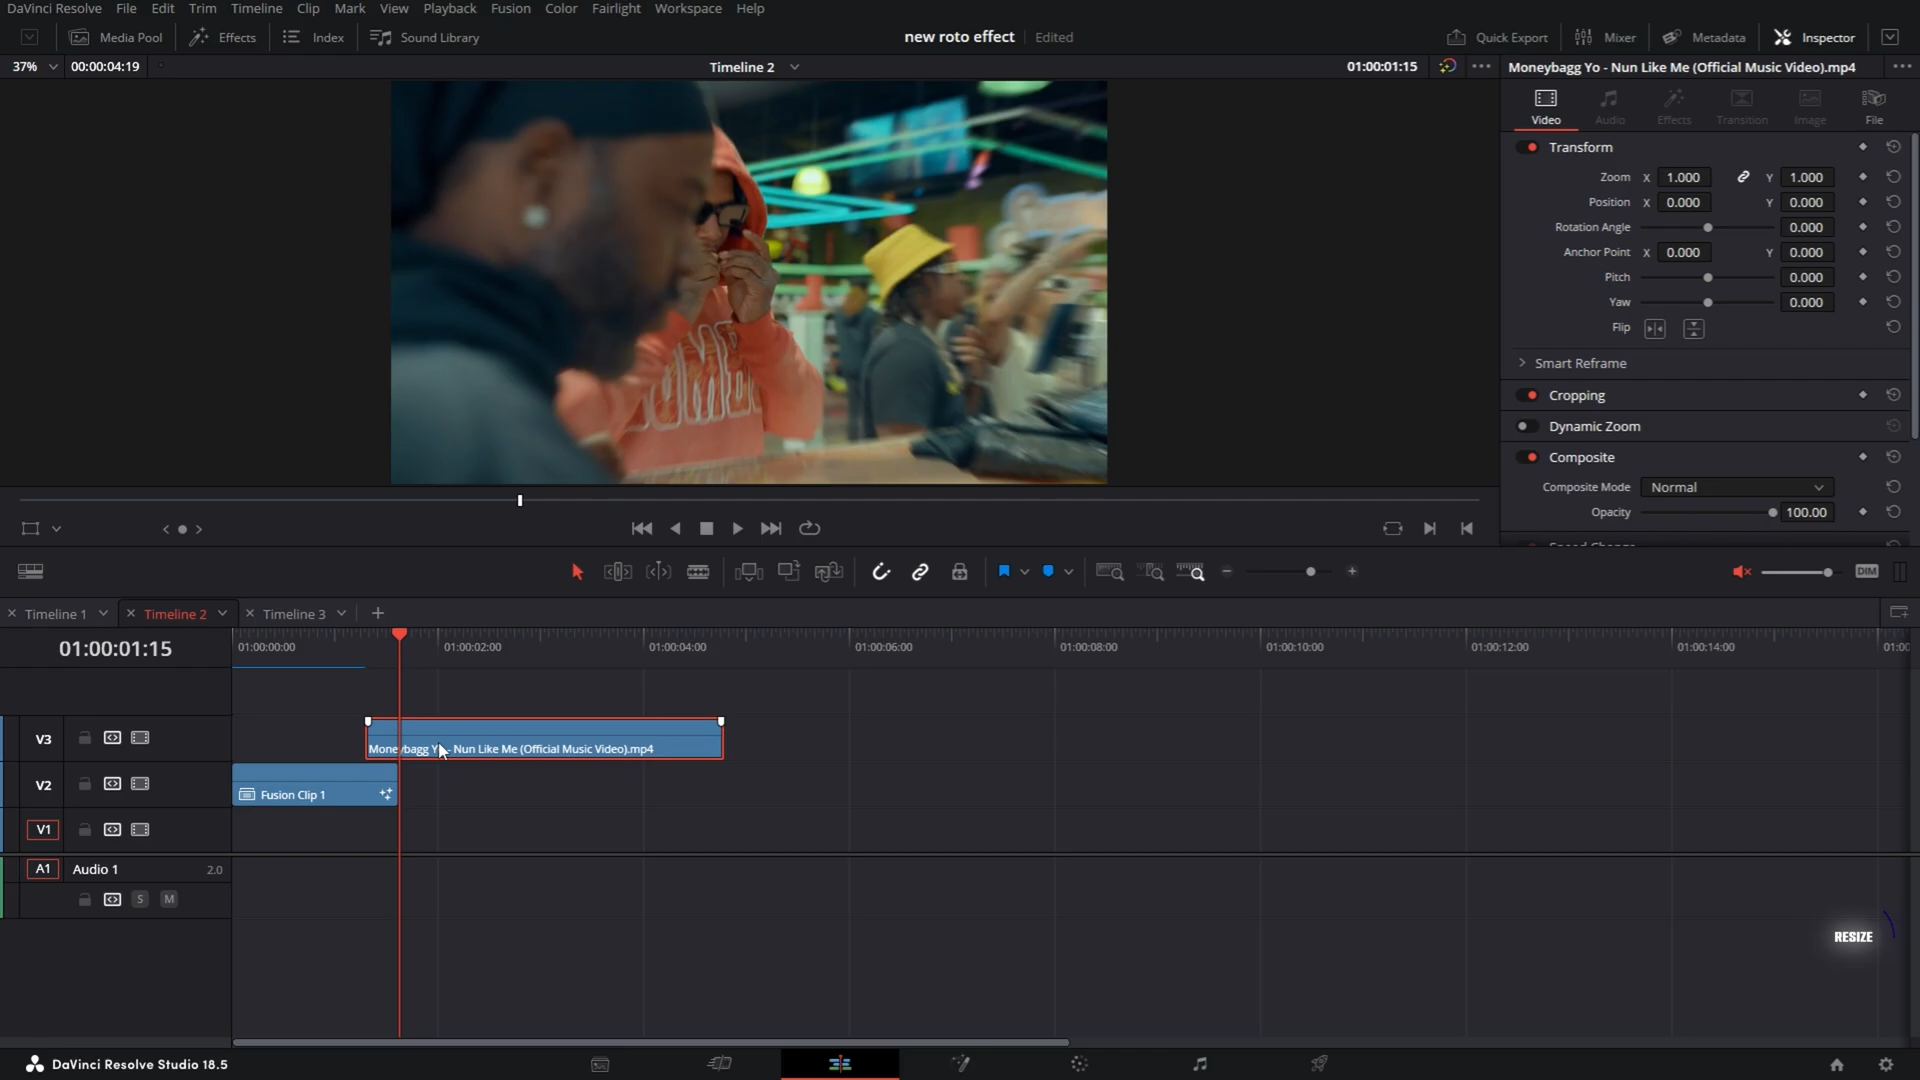 DaVinci Resolve File Edit Trim Timeline Clip Mark View Playback Fusion Color Fairlight Workspace Help
Media Pool Effects Index Sound Library new roto effect Edited Quick Export Mixer Metadata Inspector
37% 00:00:04:19 Timeline 2 01:00:01:15 Moneybagg Yo - Nun Like Me (Official Music Video).mp4
Video Audio Effects Transition Image File
Transform
Zoom X 1.000 Y 1.000
Position X 0.000 Y 0.000
Rotation Angle 0.000
Anchor Point X 0.000 Y 0.000
Pitch 0.000
Yaw 0.000
Flip
Smart Reframe
Cropping
Dynamic Zoom
Composite
Composite Mode Normal
Opacity 100.00
DIM
Timeline 1 Timeline 2 Timeline 3
01:00:01:15 01:00:00:00 01:00:02:00 01:00:04:00 01:00:06:00 01:00:08:00 01:00:10:00 01:00:12:00 01:00:14:00
V3 Moneybagg Yo - Nun Like Me (Official Music Video).mp4
V2 Fusion Clip 1
V1
A1 Audio 1 2.0
S M
RESIZE
DaVinci Resolve Studio 18.5